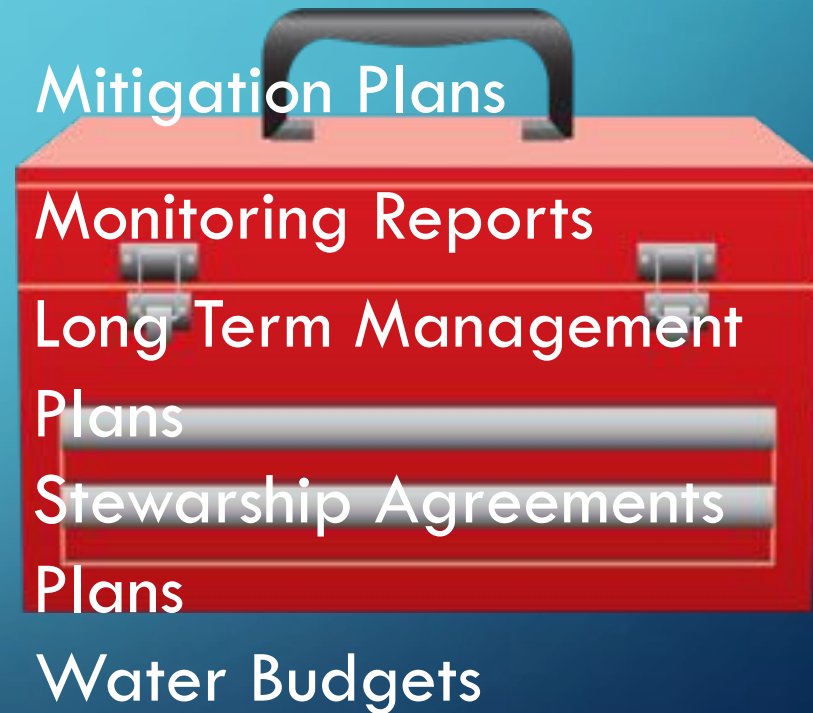 Mitigation Plans
Monitoring Reports
Long Term Management
Plans
Stewarship Agreements
Plans
Water Budgets